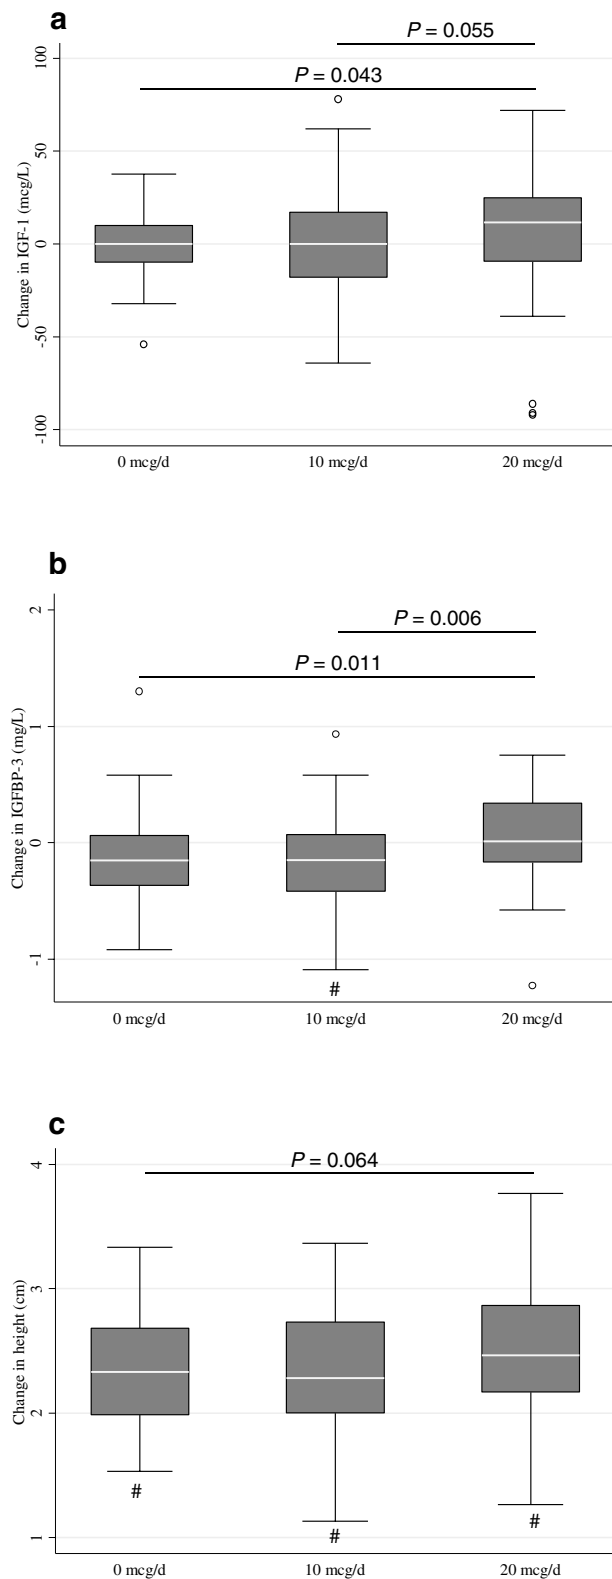 a
P = 0.055
P = 0.043
Change in IGF-1 (mcg/L)
100
50
0
-50
-100
0 mcg/d 10 mcg/d 20 mcg/d
b
P = 0.006
P = 0.011
Change in IGFBP-3 (mg/L)
2
1
0
-1
#
0 mcg/d 10 mcg/d 20 mcg/d
c
P = 0.064
Change in height (cm)
4
3
2
1
# # #
0 mcg/d 10 mcg/d 20 mcg/d